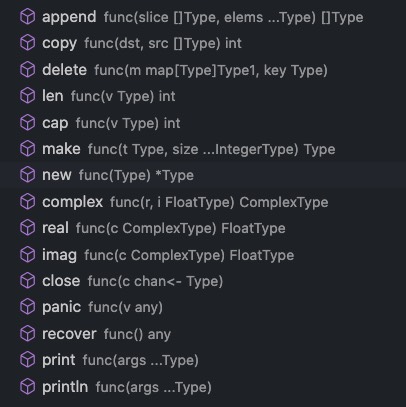 append func(slice []Type, elems ...Type) []Type
copy func(dst, src []Type) int
delete func(m map[Type]Type1, key Type)
len func(v Type) int
cap func(v Type) int
make func(t Type, size ...IntegerType) Type
new func(Type) *Type
complex func(r, i FloatType) ComplexType
real func(c ComplexType) FloatType
imag func(c ComplexType) FloatType
close func(c chan<- Type)
panic func(v any)
recover func() any
print func(args ...Type)
println func(args ...Type)